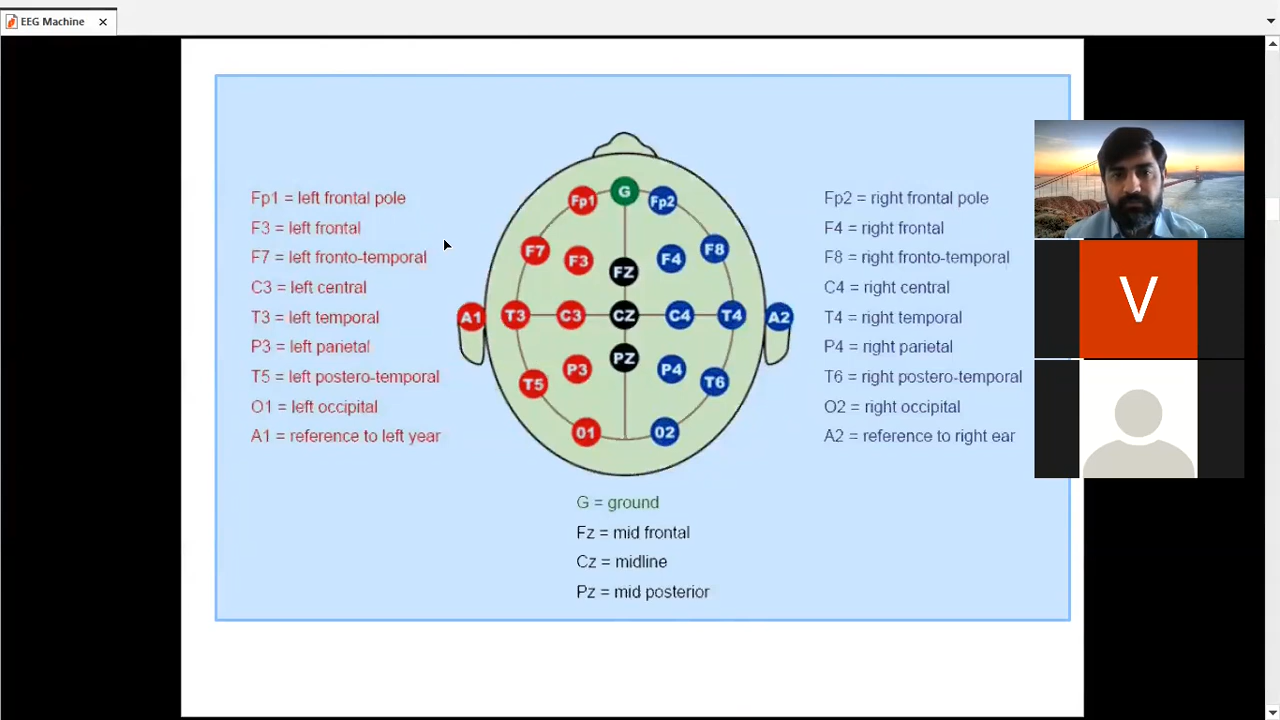 EEG Machine
Fp1 = left frontal pole
F3 = left frontal
F7 = left fronto-temporal
C3 = left central
T3 = left temporal
P3 = left parietal
T5 = left postero-temporal
O1 = left occipital
A1 = reference to left year
Fp1 G Fp2
F7 F3 F4 F8
FZ
A1 T3 C3 CZ C4 T4 A2
PZ
T5 P3 P4 T6
01 02
Fp2 = right frontal pole
F4 = right frontal
F8 = right fronto-temporal
C4 = right central
T4 = right temporal
P4 = right parietal
T6 = right postero-temporal
O2 = right occipital
A2 = reference to right ear
G = ground
Fz = mid frontal
Cz = midline
Pz = mid posterior
V